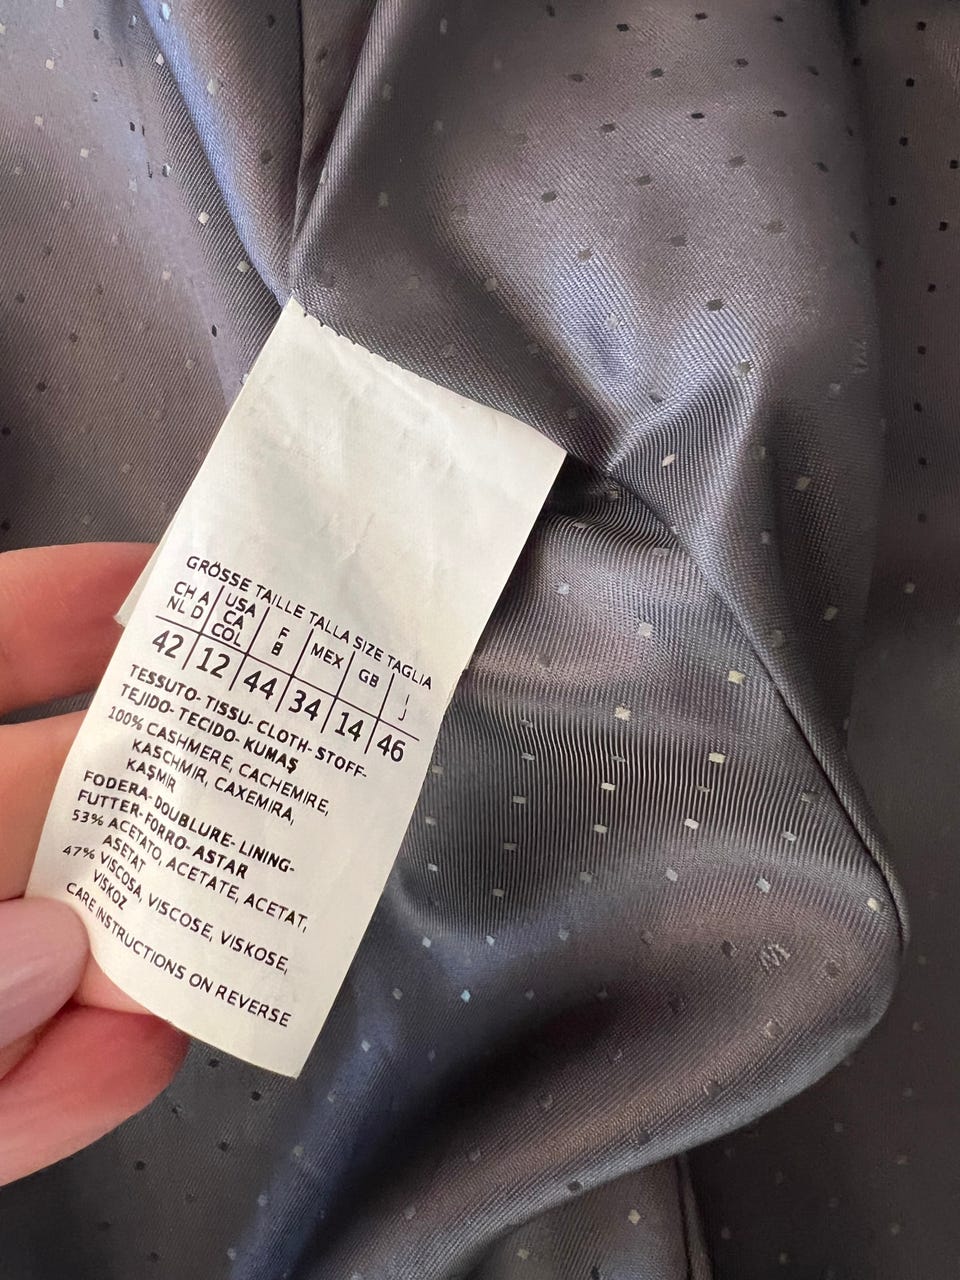 GRÖSSE TAILLE TALLA SIZE TAGLIA
CH A NL D | USA CA COL | F B | MEX | GB | I J
42 | 12 | 44 | 34 | 14 | 46
TESSUTO- TISSU- CLOTH- STOFF-
TEJIDO- TECIDO- KUMAŞ
100% CASHMERE, CACHEMIRE,
KASCHMIR, CAXEMIRA,
KAŞMİR
FODERA- DOUBLURE- LINING-
FUTTER- FORRO- ASTAR
53% ACETATO, ACETATE, ACETAT,
ASETAT
47% VISCOSA, VISCOSE, VISKOSE,
VISKOZ
CARE INSTRUCTIONS ON REVERSE